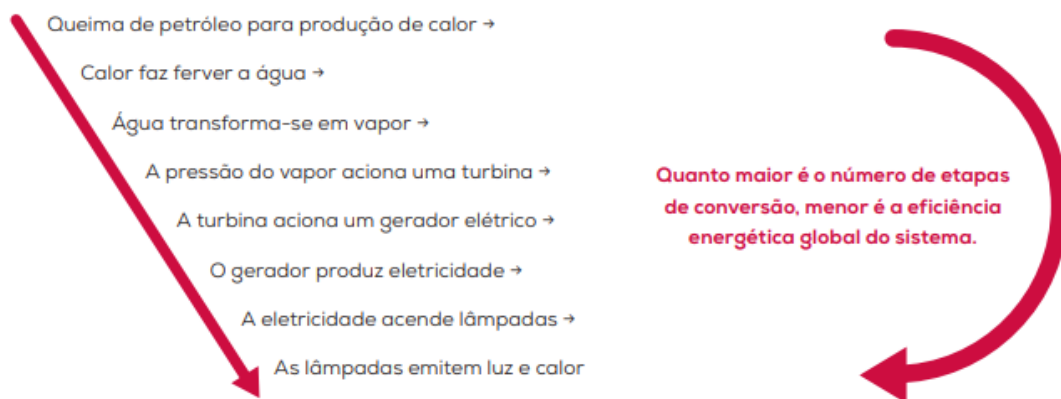 Queima de petróleo para produção de calor →
Calor faz ferver a água →
Água transforma-se em vapor →
A pressão do vapor aciona uma turbina →
A turbina aciona um gerador elétrico →
O gerador produz eletricidade →
A eletricidade acende lâmpadas →
As lâmpadas emitem luz e calor
Quanto maior é o número de etapas
de conversão, menor é a eficiência
energética global do sistema.